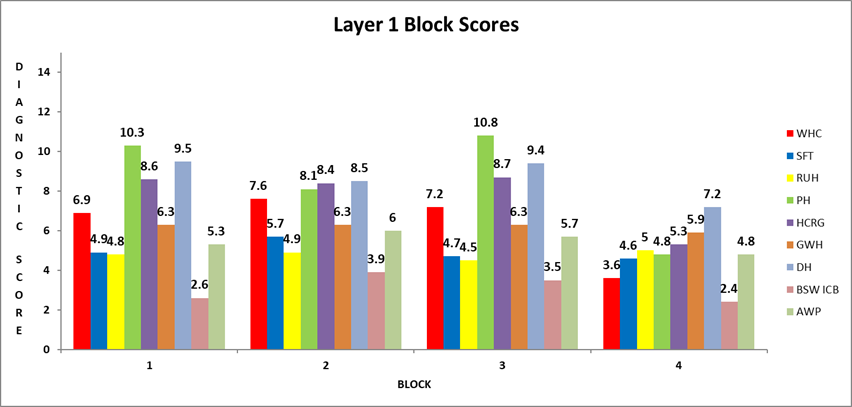 Layer 1 Block Scores
DIAGNOSTIC SCORE
14
12
10
8
6
4
2
0
6.9 4.9 4.8 10.3 8.6 6.3 9.5 2.6 5.3
7.6 5.7 4.9 8.1 8.4 6.3 8.5 3.9 6
7.2 4.7 4.5 10.8 8.7 6.3 9.4 3.5 5.7
3.6 4.6 5 4.8 5.3 5.9 7.2 2.4 4.8
1 2 3 4
BLOCK
WHC
SFT
RUH
PH
HCRG
GWH
DH
BSW ICB
AWP